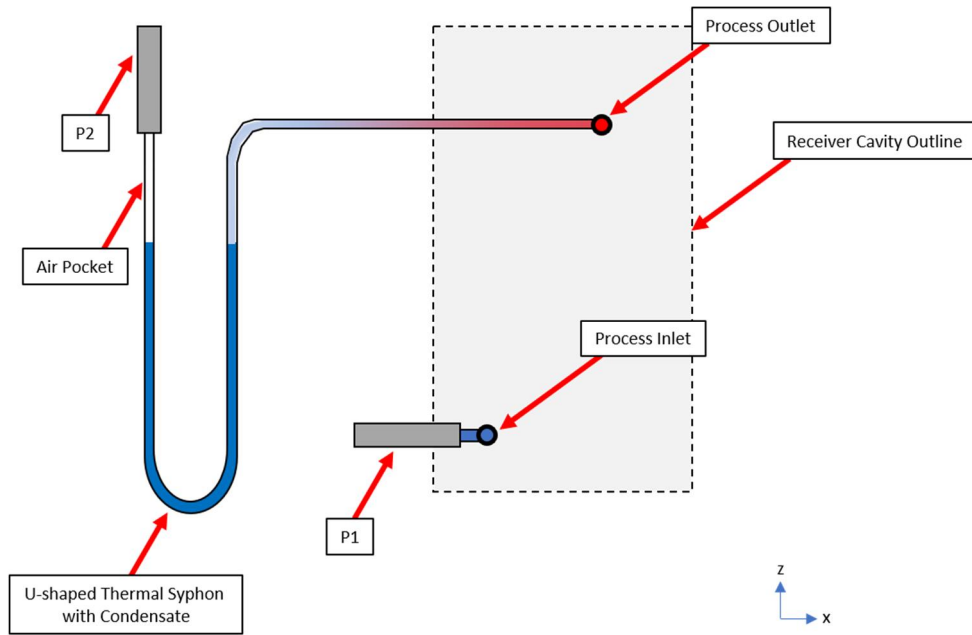 Process Outlet
P2
Receiver Cavity Outline
Air Pocket
Process Inlet
P1
U-shaped Thermal Syphon
with Condensate
z
x